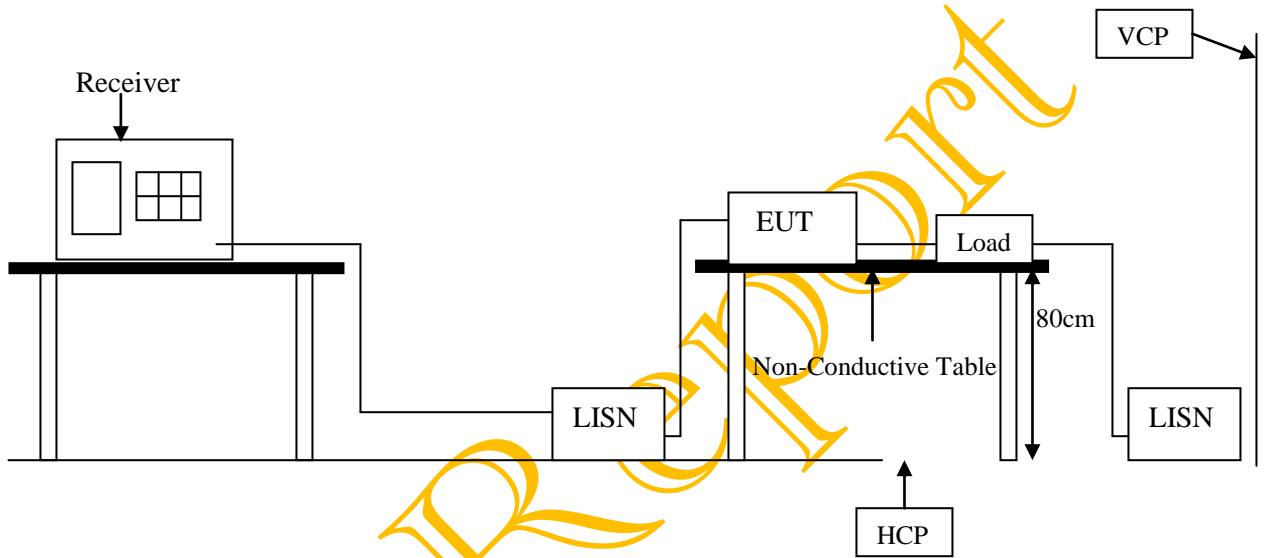 VCP
Receiver
EUT
Load
80cm
Non-Conductive Table
LISN
LISN
HCP
Report